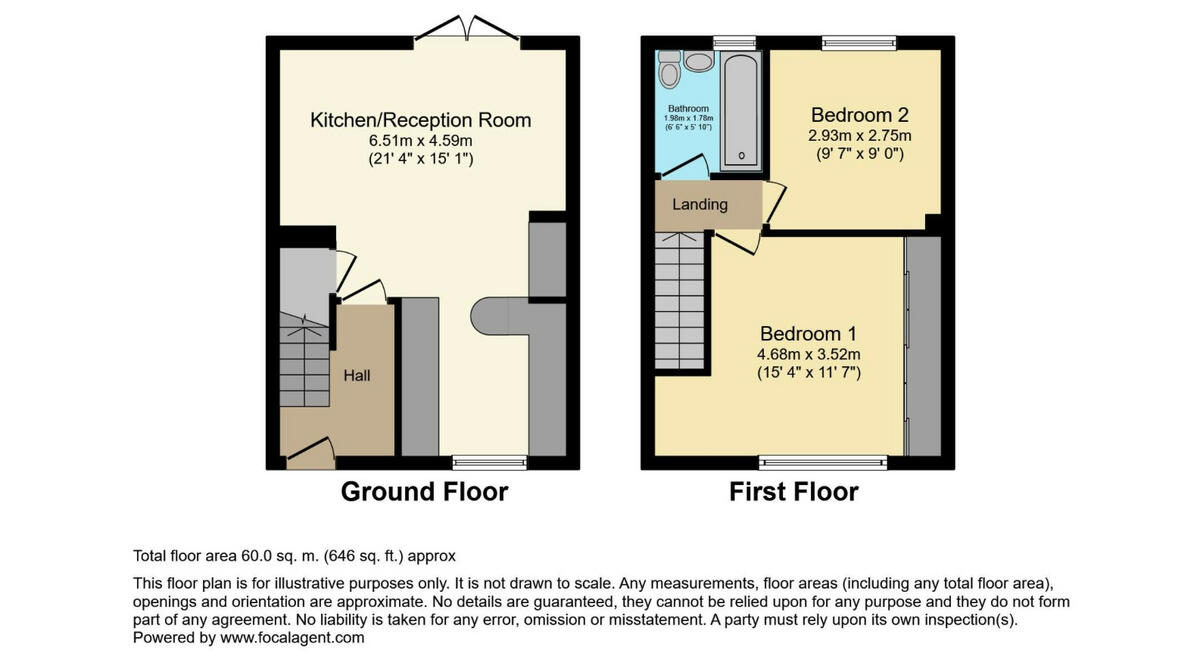 Kitchen/Reception Room
6.51m x 4.59m
(21' 4" x 15' 1")
Hall
Ground Floor
Bathroom
1.98m x 1.78m
(6' 6" x 5' 10")
Bedroom 2
2.93m x 2.75m
(9' 7" x 9' 0")
Landing
Bedroom 1
4.68m x 3.52m
(15' 4" x 11' 7")
First Floor
Total floor area 60.0 sq. m. (646 sq. ft.) approx
This floor plan is for illustrative purposes only. It is not drawn to scale. Any measurements, floor areas (including any total floor area),
openings and orientation are approximate. No details are guaranteed, they cannot be relied upon for any purpose and they do not form
part of any agreement. No liability is taken for any error, omission or misstatement. A party must rely upon its own inspection(s).
Powered by www.focalagent.com